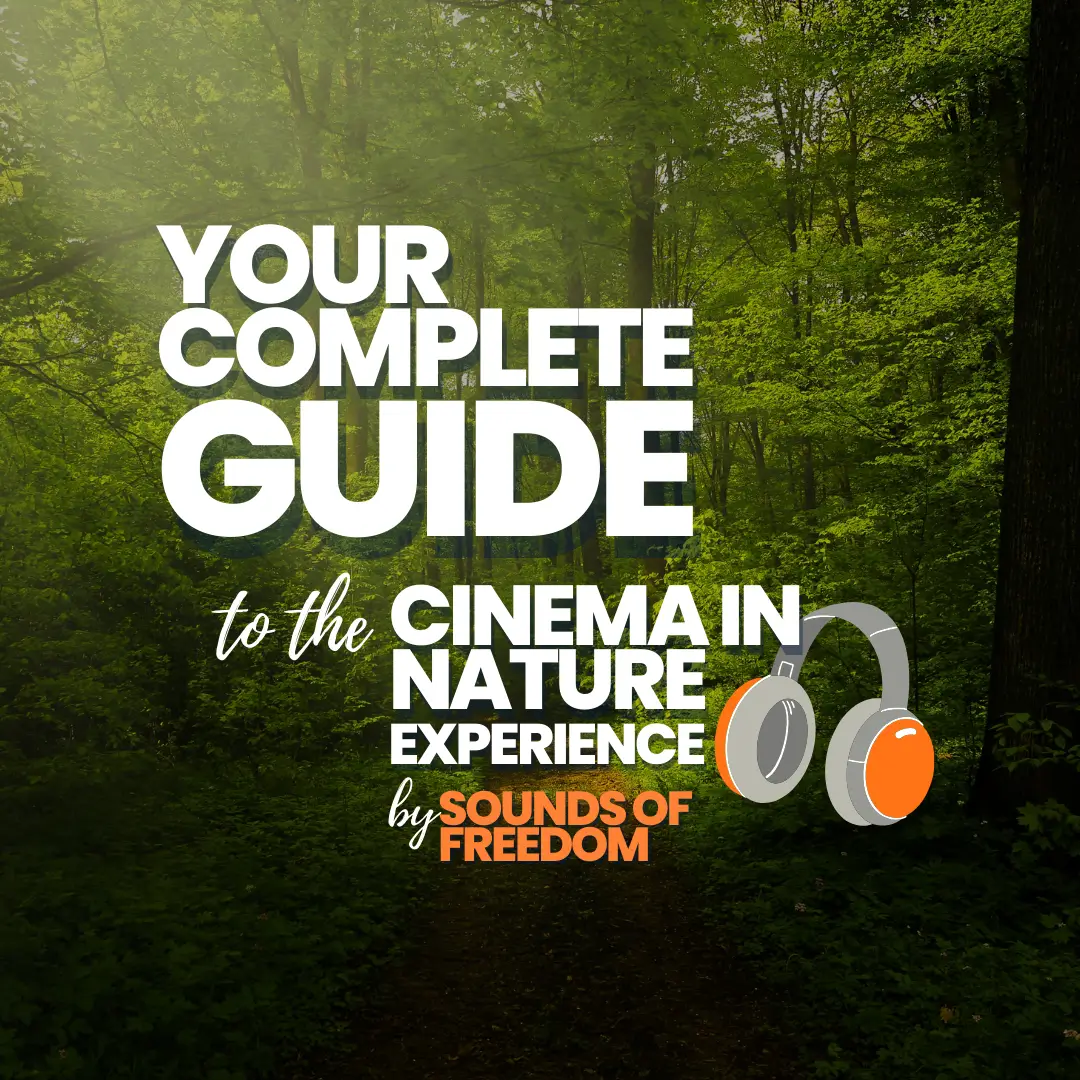 YOUR
COMPLETE
GUIDE
to the CINEMA IN
NATURE
EXPERIENCE
by SOUNDS OF
FREEDOM